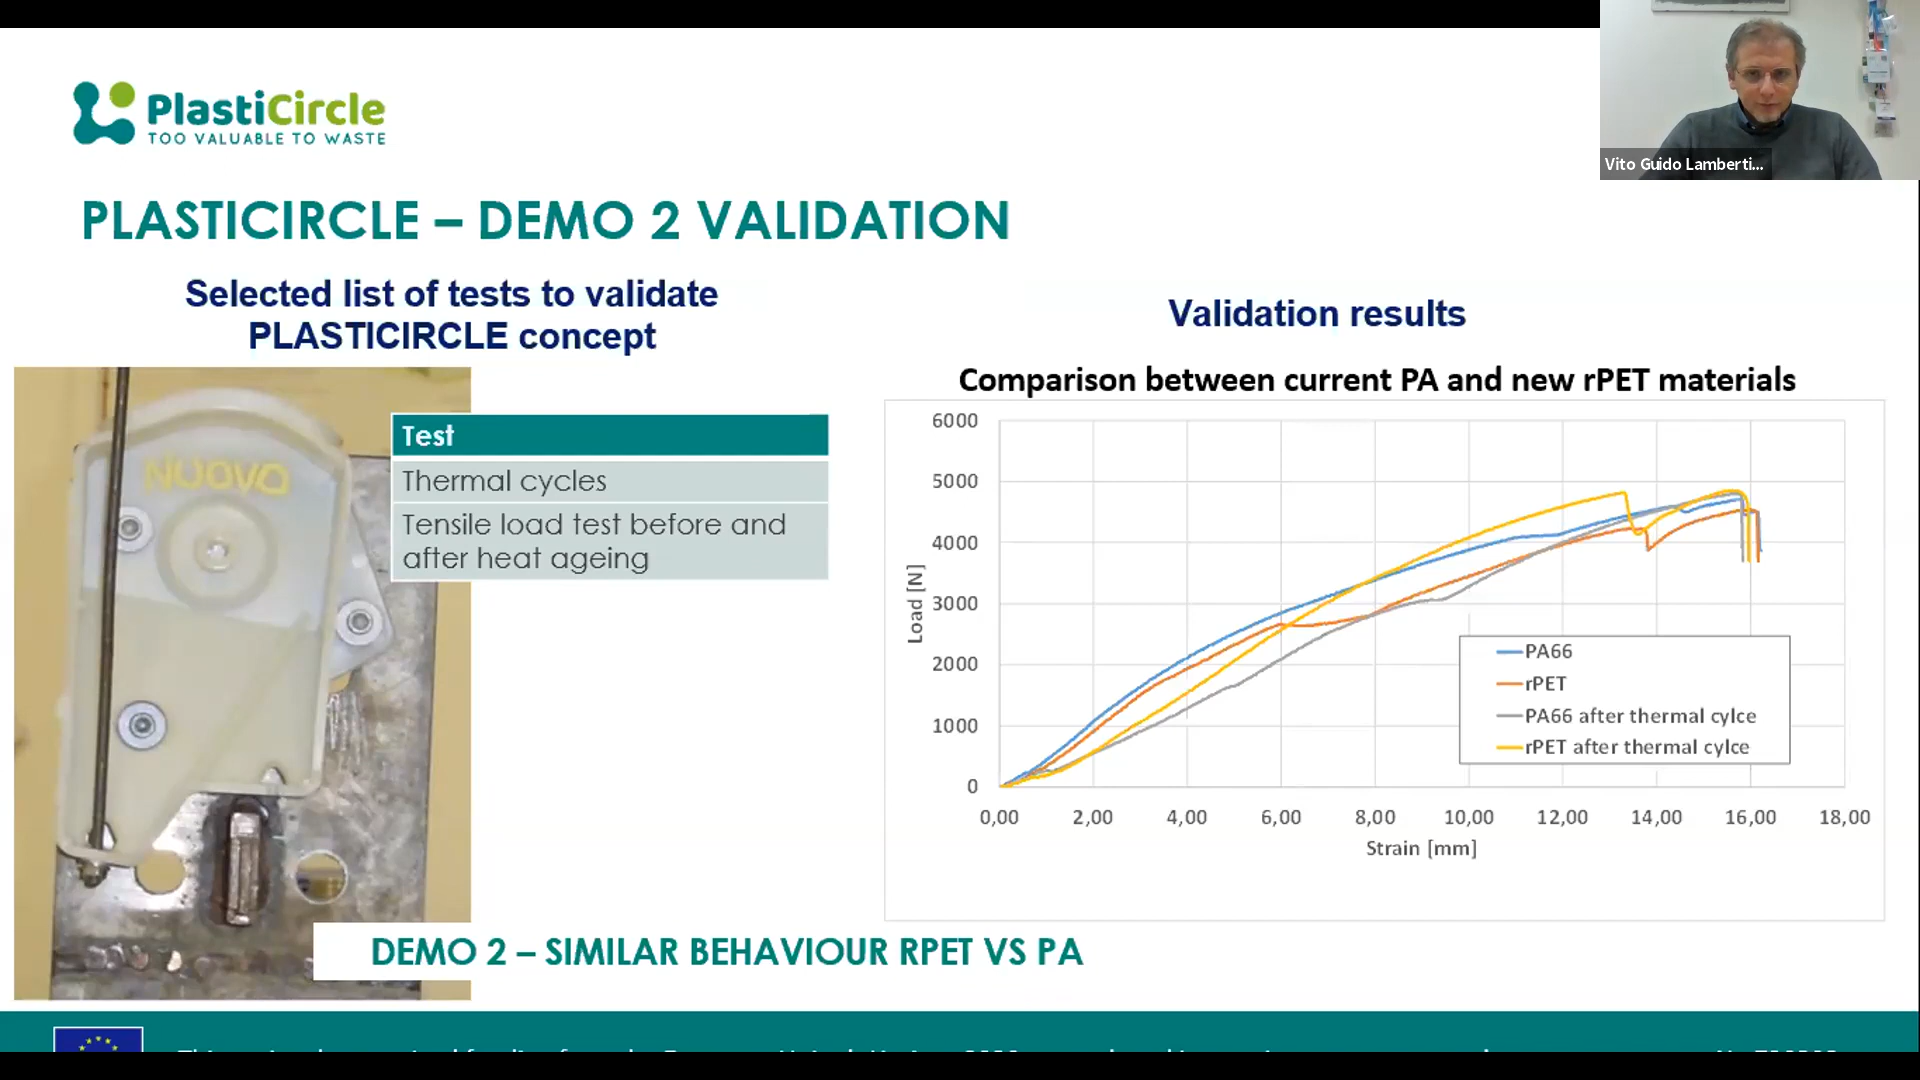 PlastiCircle
TOO VALUABLE TO WASTE
Vito Guido Lamberti...
PLASTICIRCLE – DEMO 2 VALIDATION
Selected list of tests to validate
PLASTICIRCLE concept
NUOVO
Test
Thermal cycles
Tensile load test before and
after heat ageing
Validation results
Comparison between current PA and new rPET materials
6000
5000
4000
3000
2000
1000
0
Load [N]
0,00 2,00 4,00 6,00 8,00 10,00 12,00 14,00 16,00 18,00
Strain [mm]
PA66
rPET
PA66 after thermal cylce
rPET after thermal cylce
DEMO 2 – SIMILAR BEHAVIOUR RPET VS PA